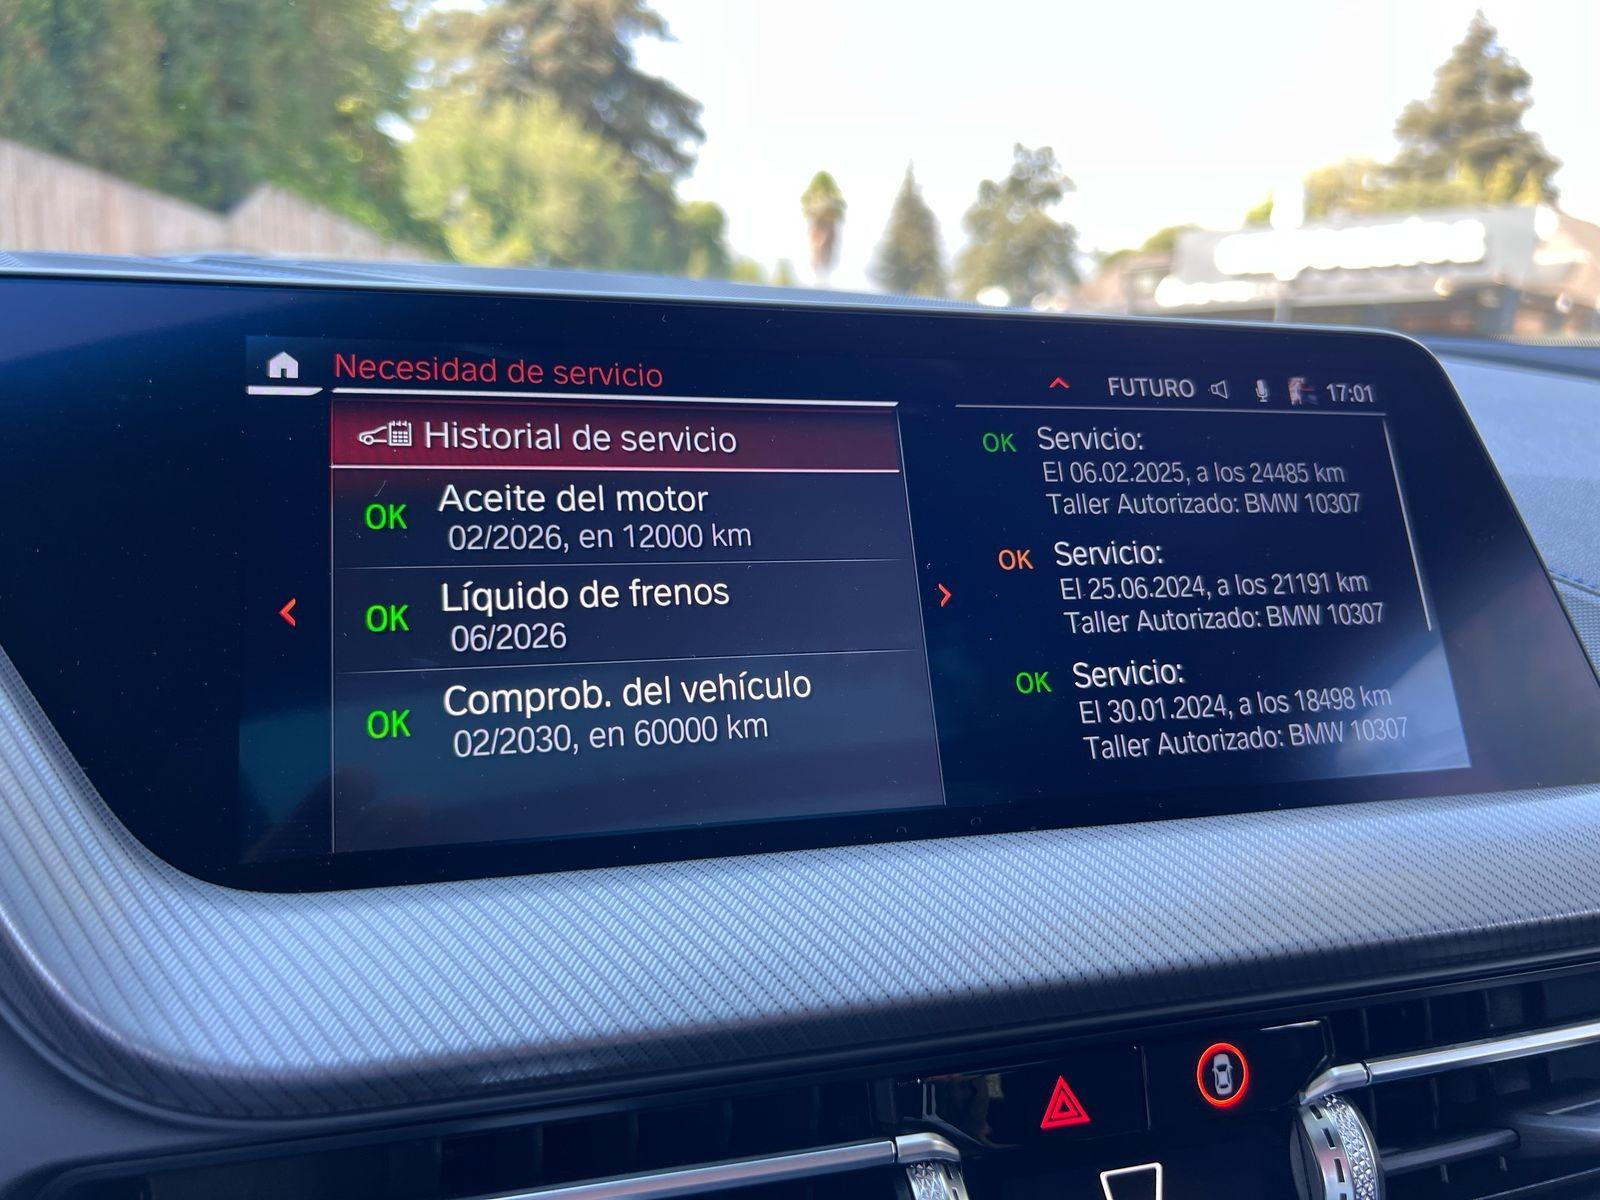 Necesidad de servicio
FUTURO 17:01
Historial de servicio
OK Aceite del motor
02/2026, en 12000 km
OK Líquido de frenos
06/2026
OK Comprob. del vehículo
02/2030, en 60000 km
OK Servicio:
El 06.02.2025, a los 24485 km
Taller Autorizado: BMW 10307
OK Servicio:
El 25.06.2024, a los 21191 km
Taller Autorizado: BMW 10307
OK Servicio:
El 30.01.2024, a los 18498 km
Taller Autorizado: BMW 10307